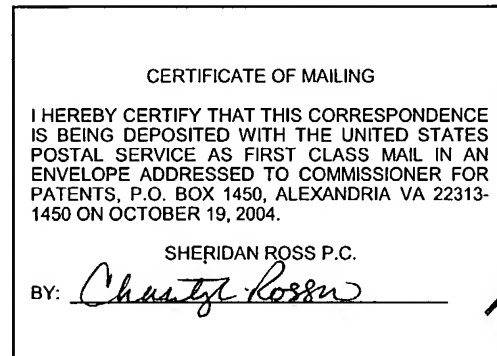 CERTIFICATE OF MAILING
I HEREBY CERTIFY THAT THIS CORRESPONDENCE
IS BEING DEPOSITED WITH THE UNITED STATES
POSTAL SERVICE AS FIRST CLASS MAIL IN AN
ENVELOPE ADDRESSED TO COMMISSIONER FOR
PATENTS, P.O. BOX 1450, ALEXANDRIA VA 22313-
1450 ON OCTOBER 19, 2004.
SHERIDAN ROSS P.C.
BY: